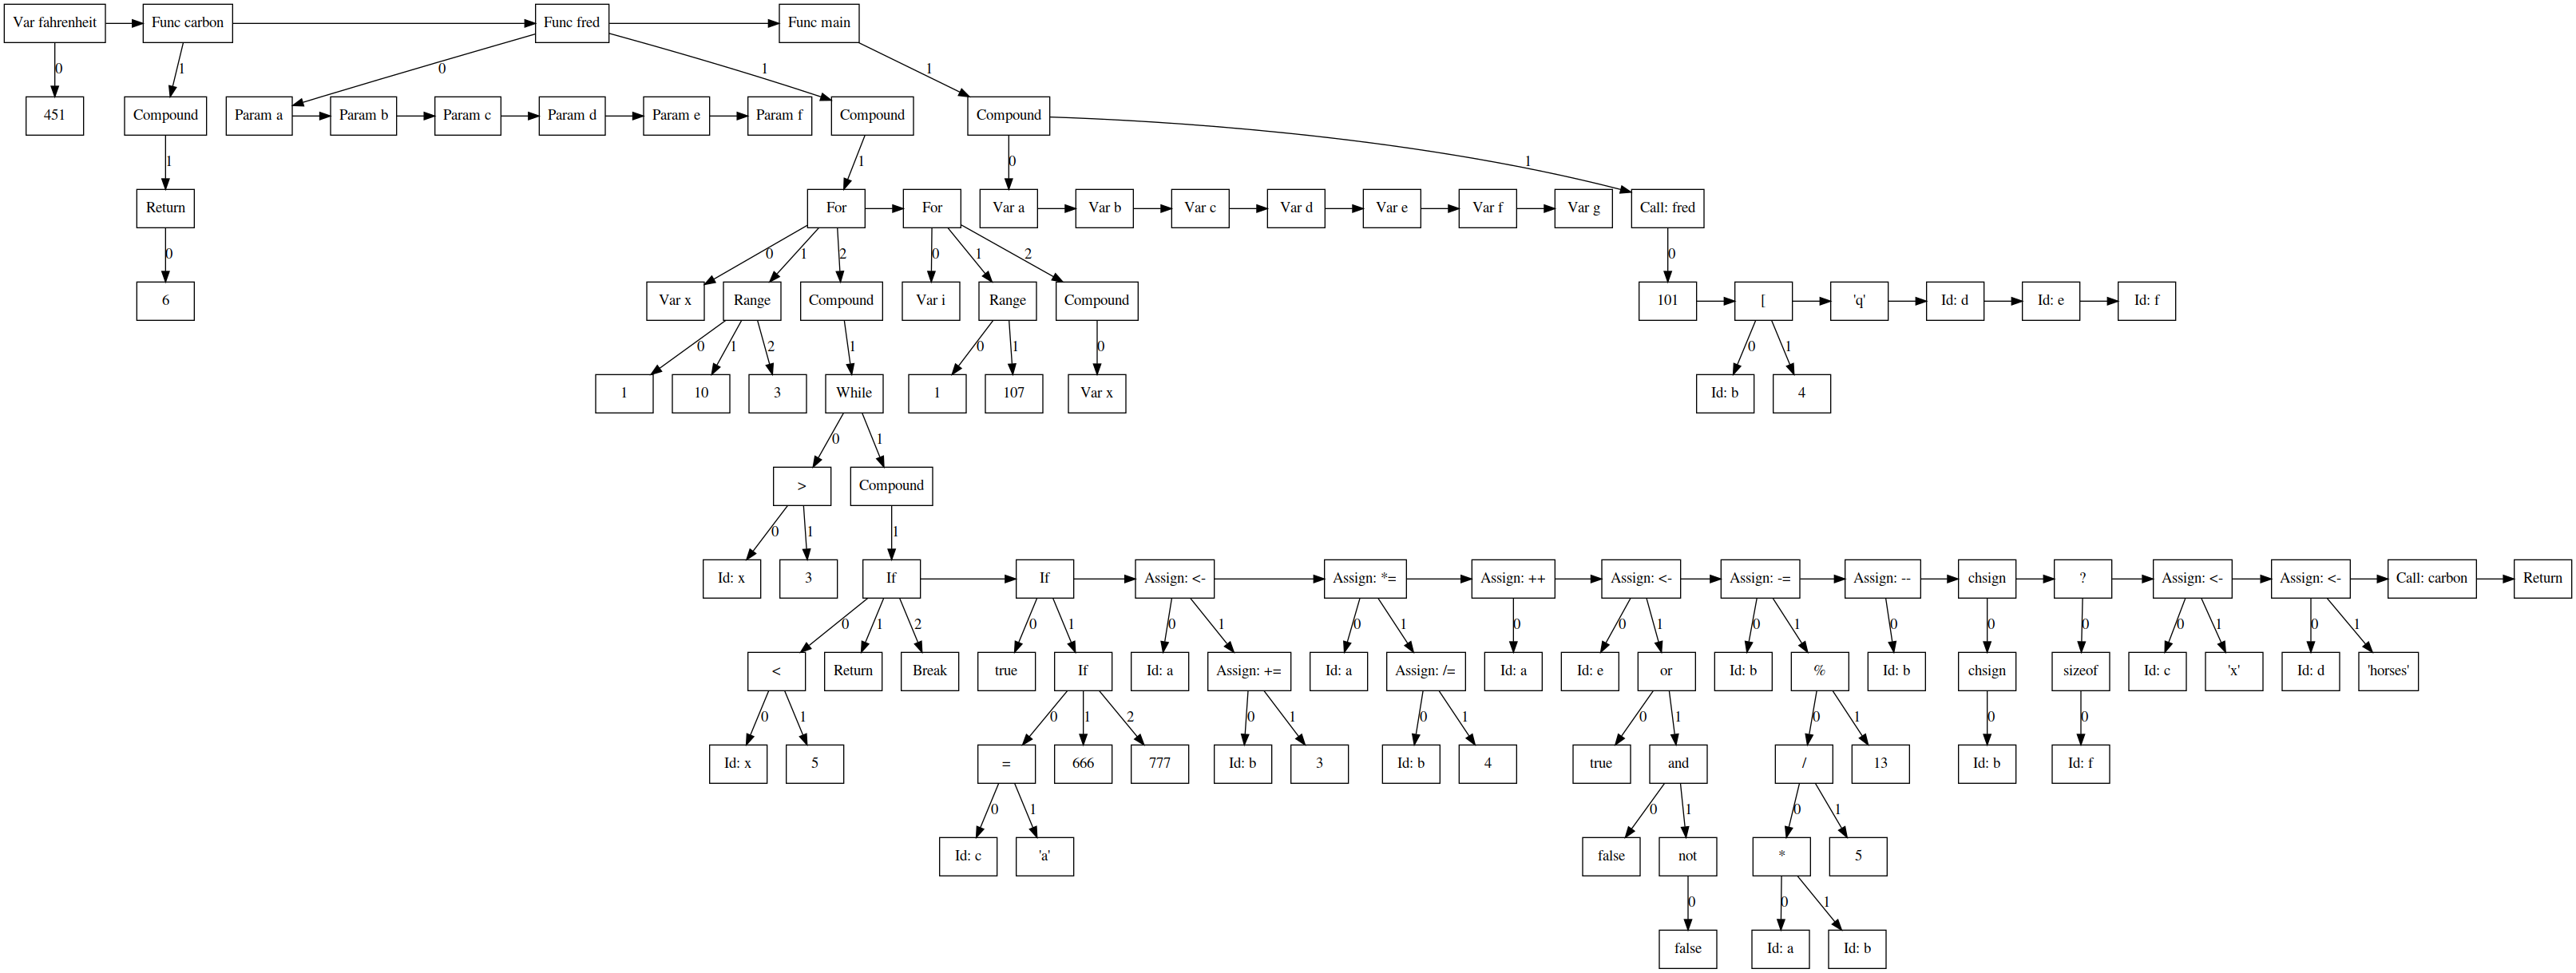 Var fahrenheit
Func carbon
Func fred
Func main
0
1
0
1
1
451
Compound
Param a
Param b
Param c
Param d
Param e
Param f
Compound
Compound
1
1
0
1
Return
For
For
Var a
Var b
Var c
Var d
Var e
Var f
Var g
Call: fred
0
0
1
2
0
1
2
0
6
Var x
Range
Compound
Var i
Range
Compound
101
[
'q'
Id: d
Id: e
Id: f
0
1
2
1
0
1
0
0
1
1
10
3
While
1
107
Var x
Id: b
4
0
1
>
Compound
0
1
1
Id: x
3
If
If
Assign: <-
Assign: *=
Assign: ++
Assign: <-
Assign: -=
Assign: --
chsign
?
Assign: <-
Assign: <-
Call: carbon
Return
0
1
2
0
1
0
1
0
1
0
0
1
0
1
0
0
0
0
1
0
1
<
Return
Break
true
If
Id: a
Assign: +=
Id: a
Assign: /=
Id: a
Id: e
or
Id: b
%
Id: b
chsign
sizeof
Id: c
'x'
Id: d
'horses'
0
1
0
1
2
0
1
0
1
0
1
0
1
0
0
Id: x
5
=
666
777
Id: b
3
Id: b
4
true
and
/
13
Id: b
Id: f
0
1
0
1
0
1
Id: c
'a'
false
not
*
5
0
0
1
false
Id: a
Id: b